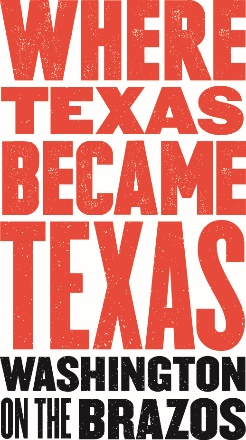 WHERE
TEXAS
BECAME
TEXAS
WASHINGTON
ON THE BRAZOS